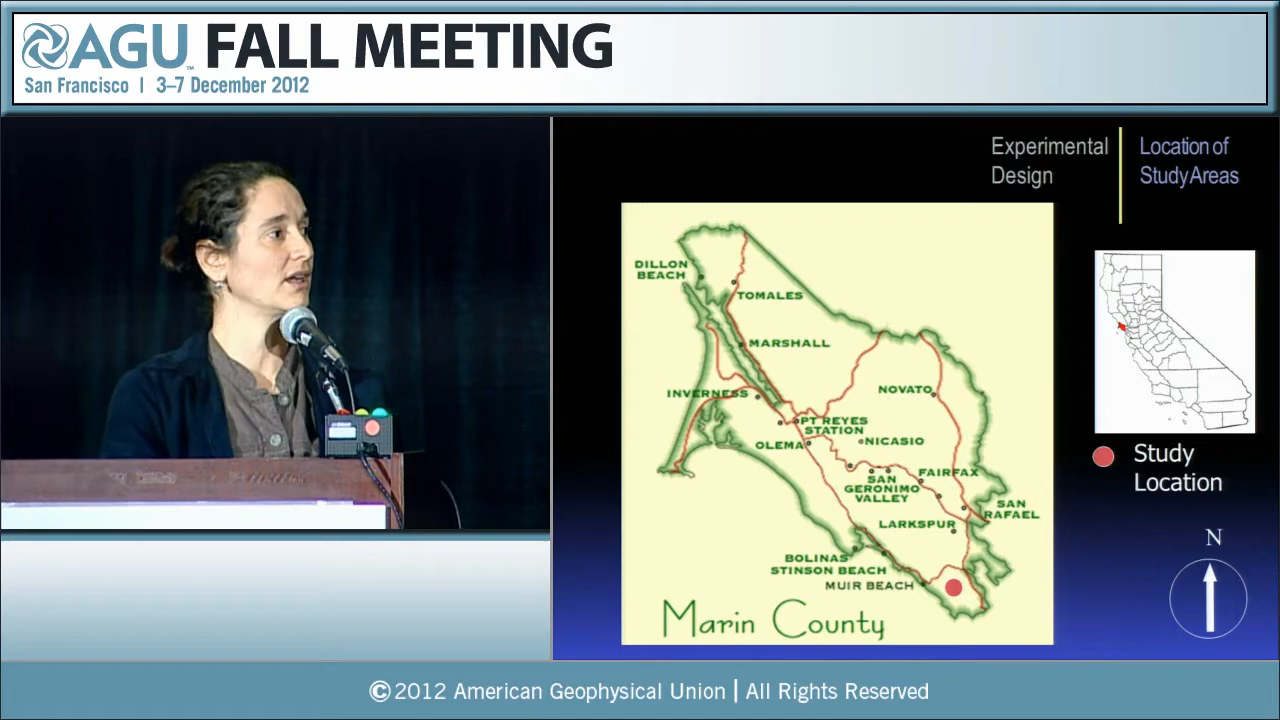 AGU™ FALL MEETING
San Francisco | 3–7 December 2012
Experimental
Design
Location of
Study Areas
DILLON
BEACH
TOMALES
MARSHALL
INVERNESS
NOVATO
PT REYES
STATION
OLEMA
NICASIO
FAIRFAX
SAN
GERONIMO
VALLEY
SAN
RAFAEL
LARKSPUR
BOLINAS
STINSON BEACH
MUIR BEACH
Marin County
Study
Location
N
© 2012 American Geophysical Union | All Rights Reserved